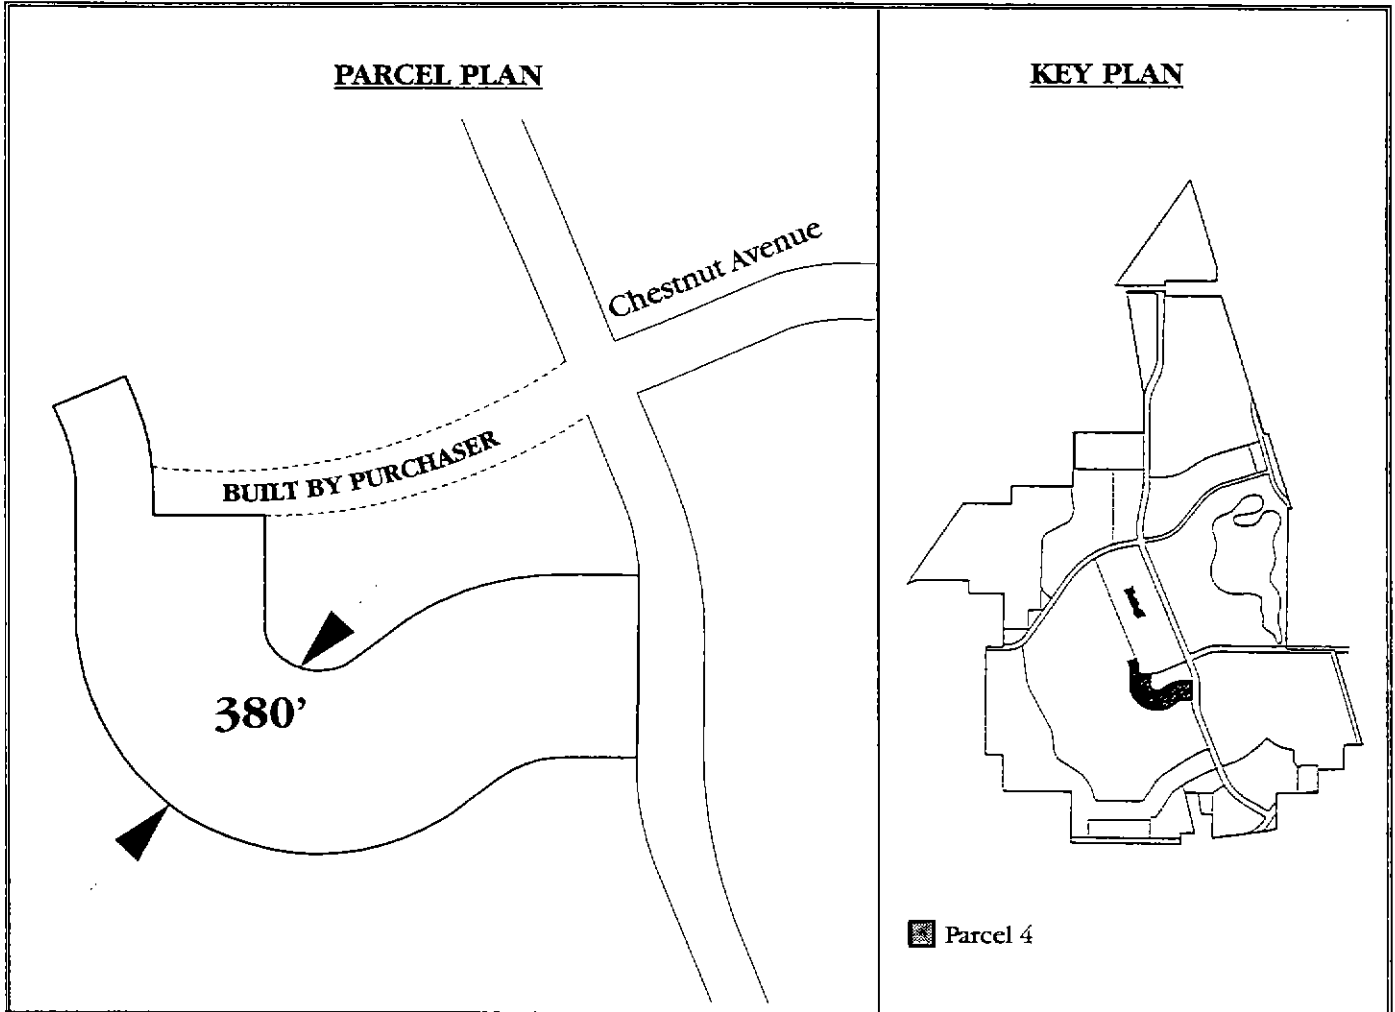 PARCEL PLAN
Chestnut Avenue
BUILT BY PURCHASER
380’
KEY PLAN
Parcel 4